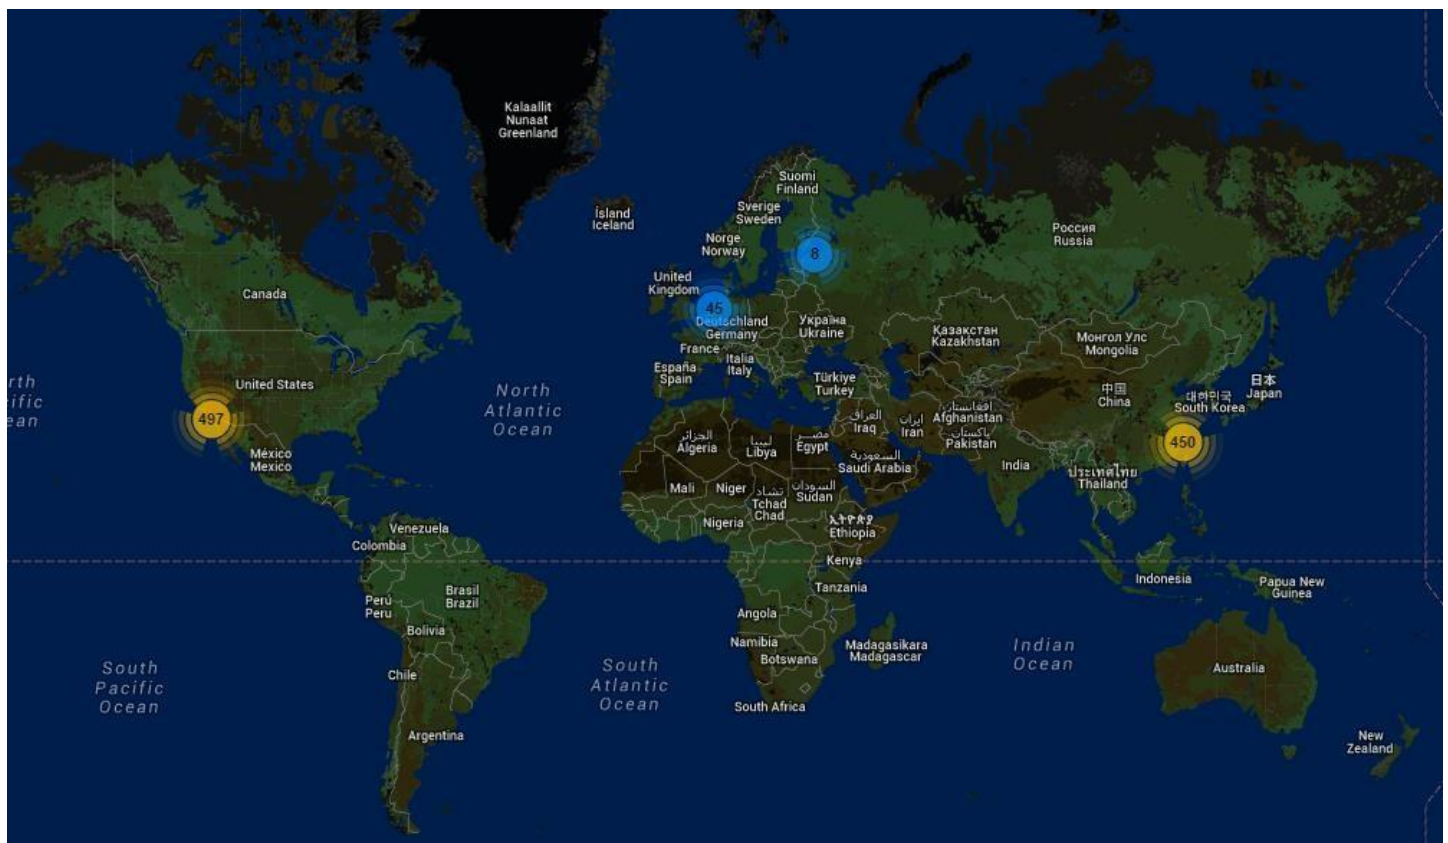 Kalaallit
Nunaat
Greenland
Suomi
Finland
Ísland
Iceland
Sverige
Sweden
Norge
Norway
Россия
Russia
8
United
Kingdom
Canada
45
Deutschland
Germany
Україна
Ukraine
Қазақстан
Kazakhstan
Монгол Улс
Mongolia
France
Italia
Italy
España
Spain
Türkiye
Turkey
United States
North
Atlantic
Ocean
中国
China
日本
Japan
대한민국
South Korea
497
450
العراق
Iraq
ایران
Iran
افغانستان
Afghanistan
پاکستان
Pakistan
الجزائر
Algeria
ليبيا
Libya
مصر
Egypt
السعودية
Saudi Arabia
México
Mexico
India
ประเทศไทย
Thailand
Mali
Niger
تشاد
Tchad
Chad
السودان
Sudan
Nigeria
ኢትዮጵያ
Ethiopia
Venezuela
Colombia
Kenya
Indonesia
Papua New
Guinea
Tanzania
Brasil
Brazil
Perú
Peru
Angola
Bolivia
Namibia
Botswana
Madagasikara
Madagascar
Indian
Ocean
South
Pacific
Ocean
South
Atlantic
Ocean
Chile
Australia
South Africa
Argentina
New
Zealand